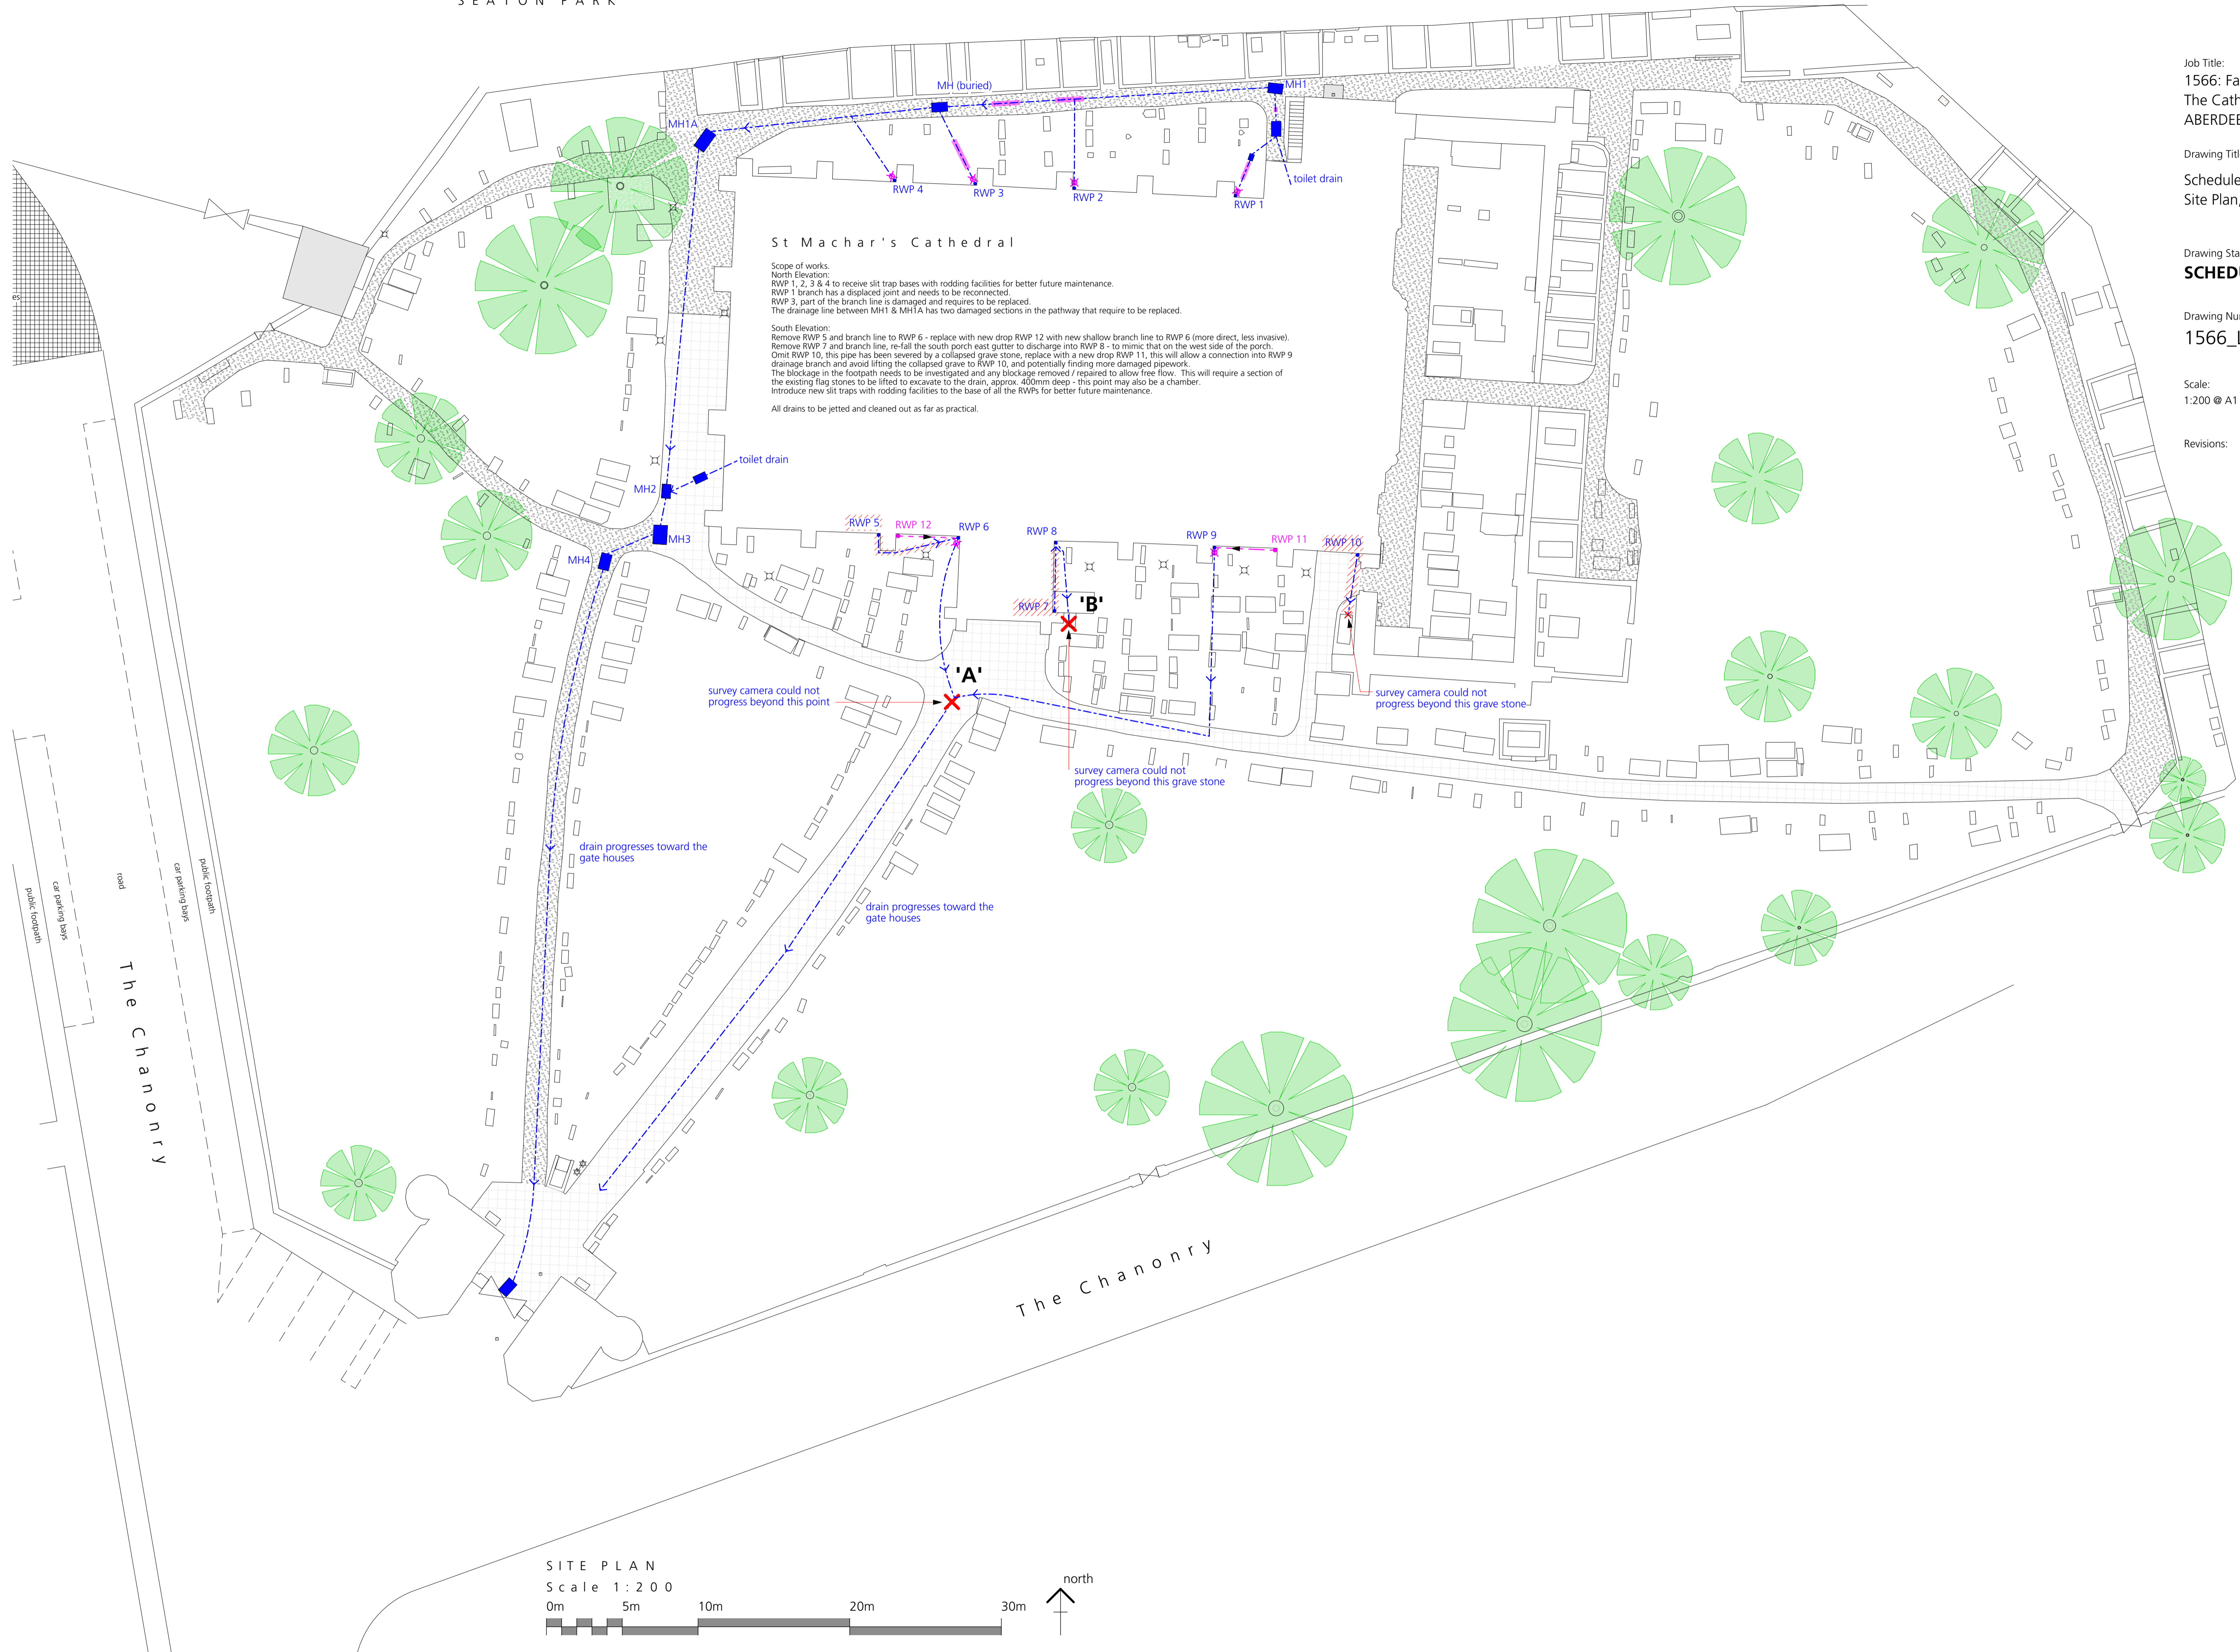 SEATON PARK
Job Title:
1566: Fa
The Cath
ABERDEE
Drawing Titl
Schedule
Site Plan,
Drawing Sta
SCHEDU
Drawing Nu
1566_L
Scale:
1:200 @ A1
Revisions:
MH (buried)
MH1
MH1A
toilet drain
RWP 4
RWP 3
RWP 2
RWP 1
St Machar's Cathedral
Scope of works.
North Elevation:
RWP 1, 2, 3 & 4 to receive slit trap bases with rodding facilities for better future maintenance.
RWP 1 branch has a displaced joint and needs to be reconnected.
RWP 3, part of the branch line is damaged and requires to be replaced.
The drainage line between MH1 & MH1A has two damaged sections in the pathway that require to be replaced.
South Elevation:
Remove RWP 5 and branch line to RWP 6 - replace with new drop RWP 12 with new shallow branch line to RWP 6 (more direct, less invasive).
Remove RWP 7 and branch line, re-fall the south porch east gutter to discharge into RWP 8 - to mimic that on the west side of the porch.
Omit RWP 10, this pipe has been severed by a collapsed grave stone, replace with a new drop RWP 11, this will allow a connection into RWP 9
drainage branch and avoid lifting the collapsed grave to RWP 10, and potentially finding more damaged pipework.
The blockage in the footpath needs to be investigated and any blockage removed / repaired to allow free flow. This will require a section of
the existing flag stones to be lifted to excavate to the drain, approx. 400mm deep - this point may also be a chamber.
Introduce new slit traps with rodding facilities to the base of all the RWPs for better future maintenance.
All drains to be jetted and cleaned out as far as practical.
es
toilet drain
MH2
MH3
MH4
RWP 5
RWP 12
RWP 6
RWP 8
RWP 9
RWP 11
RWP 10
RWP 7
'B'
'A'
survey camera could not
progress beyond this point
survey camera could not
progress beyond this grave stone
survey camera could not
progress beyond this grave stone
drain progresses toward the
gate houses
drain progresses toward the
gate houses
public footpath
car parking bays
road
car parking bays
public footpath
The Chanonry
The Chanonry
SITE PLAN
Scale 1:200
0m 5m 10m 20m 30m
north